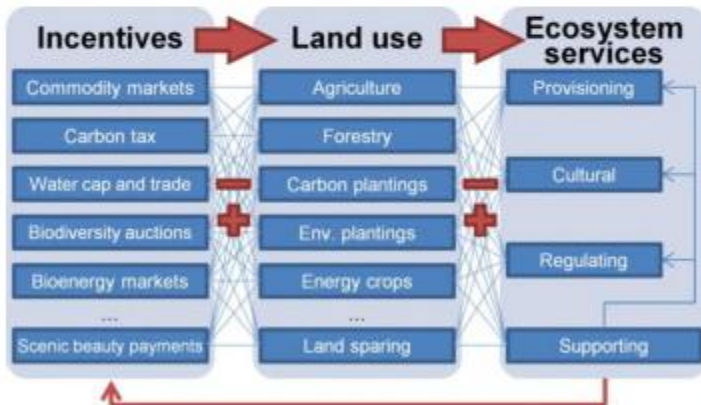 Incentives
Land use
Ecosystem
services
Commodity markets
Carbon tax
Water cap and trade
Biodiversity auctions
Bioenergy markets
...
Scenic beauty payments
Agriculture
Forestry
Carbon plantings
Env. plantings
Energy crops
...
Land sparing
Provisioning
Cultural
Regulating
Supporting